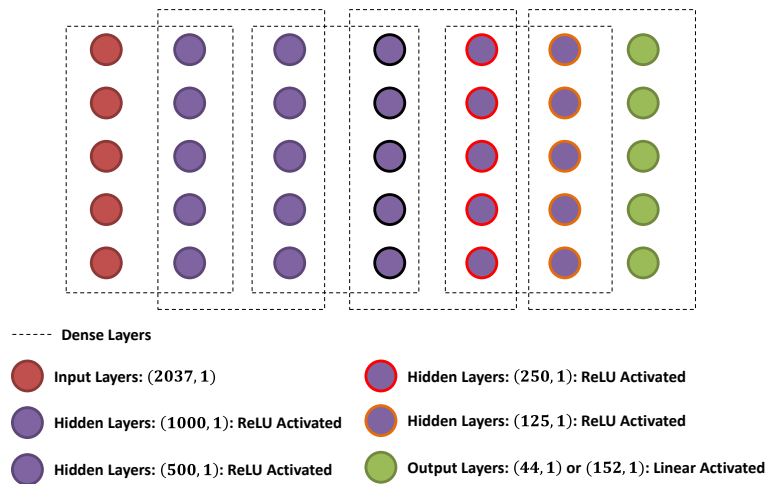 Dense Layers
Input Layers: (2037, 1)
Hidden Layers: (1000, 1): ReLU Activated
Hidden Layers: (500, 1): ReLU Activated
Hidden Layers: (250, 1): ReLU Activated
Hidden Layers: (125, 1): ReLU Activated
Output Layers: (44, 1) or (152, 1): Linear Activated